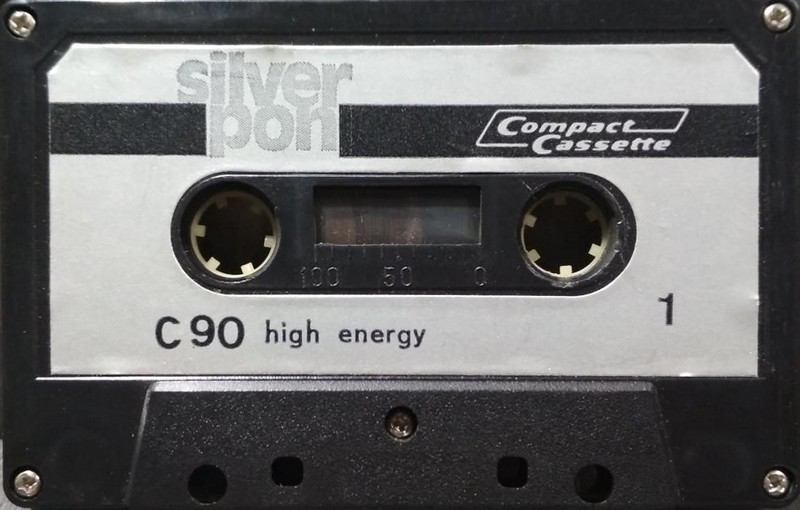 silver
pon
Compact
Cassette
100 50 0
C90 high energy
1